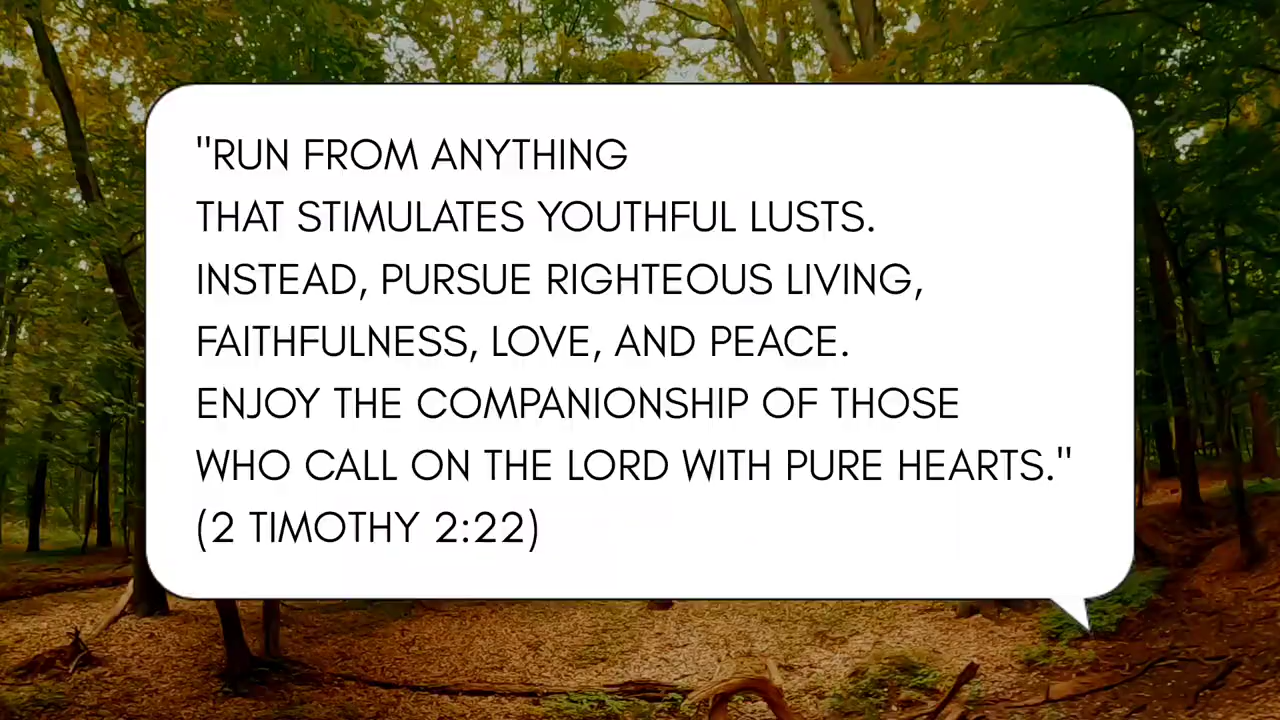 "RUN FROM ANYTHING
THAT STIMULATES YOUTHFUL LUSTS.
INSTEAD, PURSUE RIGHTEOUS LIVING,
FAITHFULNESS, LOVE, AND PEACE.
ENJOY THE COMPANIONSHIP OF THOSE
WHO CALL ON THE LORD WITH PURE HEARTS."
(2 TIMOTHY 2:22)